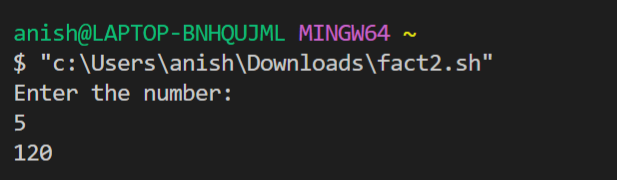 anish@LAPTOP-BNHQUJML MINGW64 ~
$ "c:\Users\anish\Downloads\fact2.sh"
Enter the number:
5
120